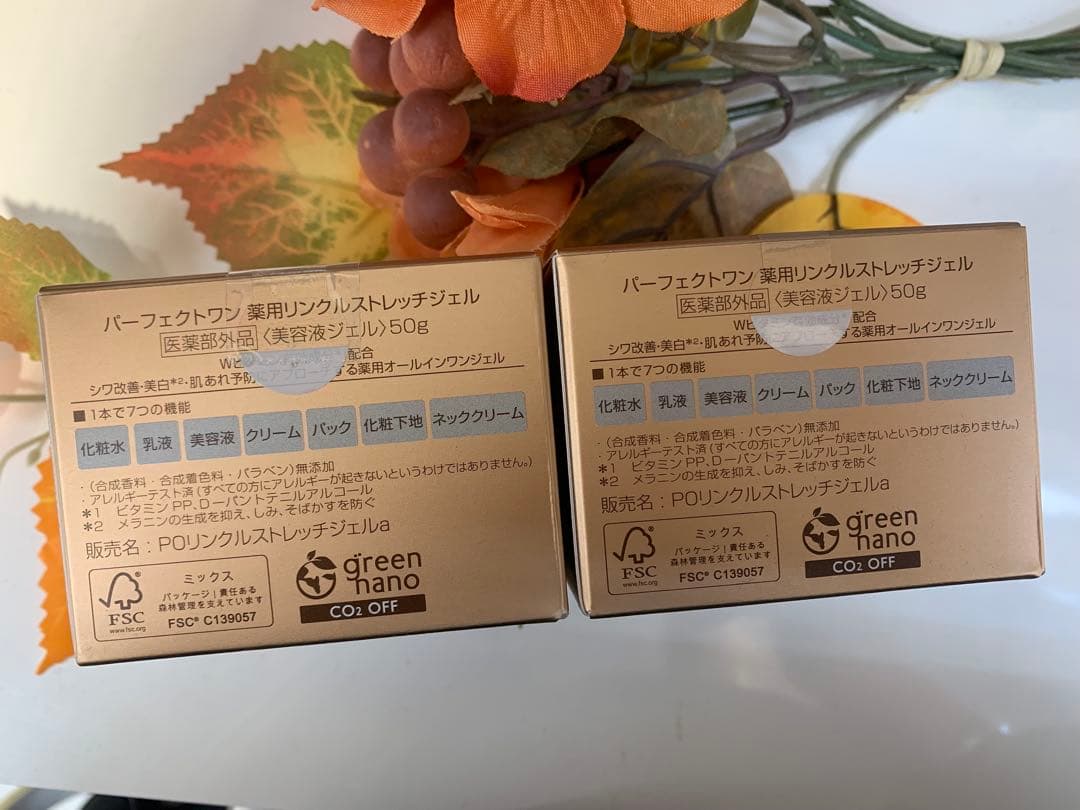 パーフェクトワン 薬用リンクルストレッチジェル
医薬部外品 〈美容液ジェル〉50g
Wビ 配合
シワ改善・美白*2・肌あれ予防 アプローチする薬用オールインワンジェル
■1本で7つの機能
化粧水 乳液 美容液 クリーム パック 化粧下地 ネッククリーム
・(合成香料・合成着色料・パラベン)無添加
・アレルギーテスト済(すべての方にアレルギーが起きないというわけではありません。)
*1 ビタミンPP、D-パントテニルアルコール
*2 メラニンの生成を抑え、しみ、そばかすを防ぐ
販売名:POリンクルストレッチジェルa
FSC
www.fsc.org
ミックス
パッケージ|責任ある
森林管理を支えています
FSC® C139057
green
nano
CO2 OFF
パーフェクトワン 薬用リンクルストレッチジェル
医薬部外品 〈美容液ジェル〉50g
Wビ 配合
シワ改善・美白*2・肌あれ予防 する薬用オールインワンジェル
■1本で7つの機能
化粧水 乳液 美容液 クリーム パック 化粧下地 ネッククリーム
・(合成香料・合成着色料・パラベン)無添加
・アレルギーテスト済(すべての方にアレルギーが起きないというわけではありません。)
*1 ビタミンPP、D-パントテニルアルコール
*2 メラニンの生成を抑え、しみ、そばかすを防ぐ
販売名:POリンクルストレッチジェルa
FSC
www.fsc.org
ミックス
パッケージ|責任ある
森林管理を支えています
FSC® C139057
green
nano
CO2 OFF